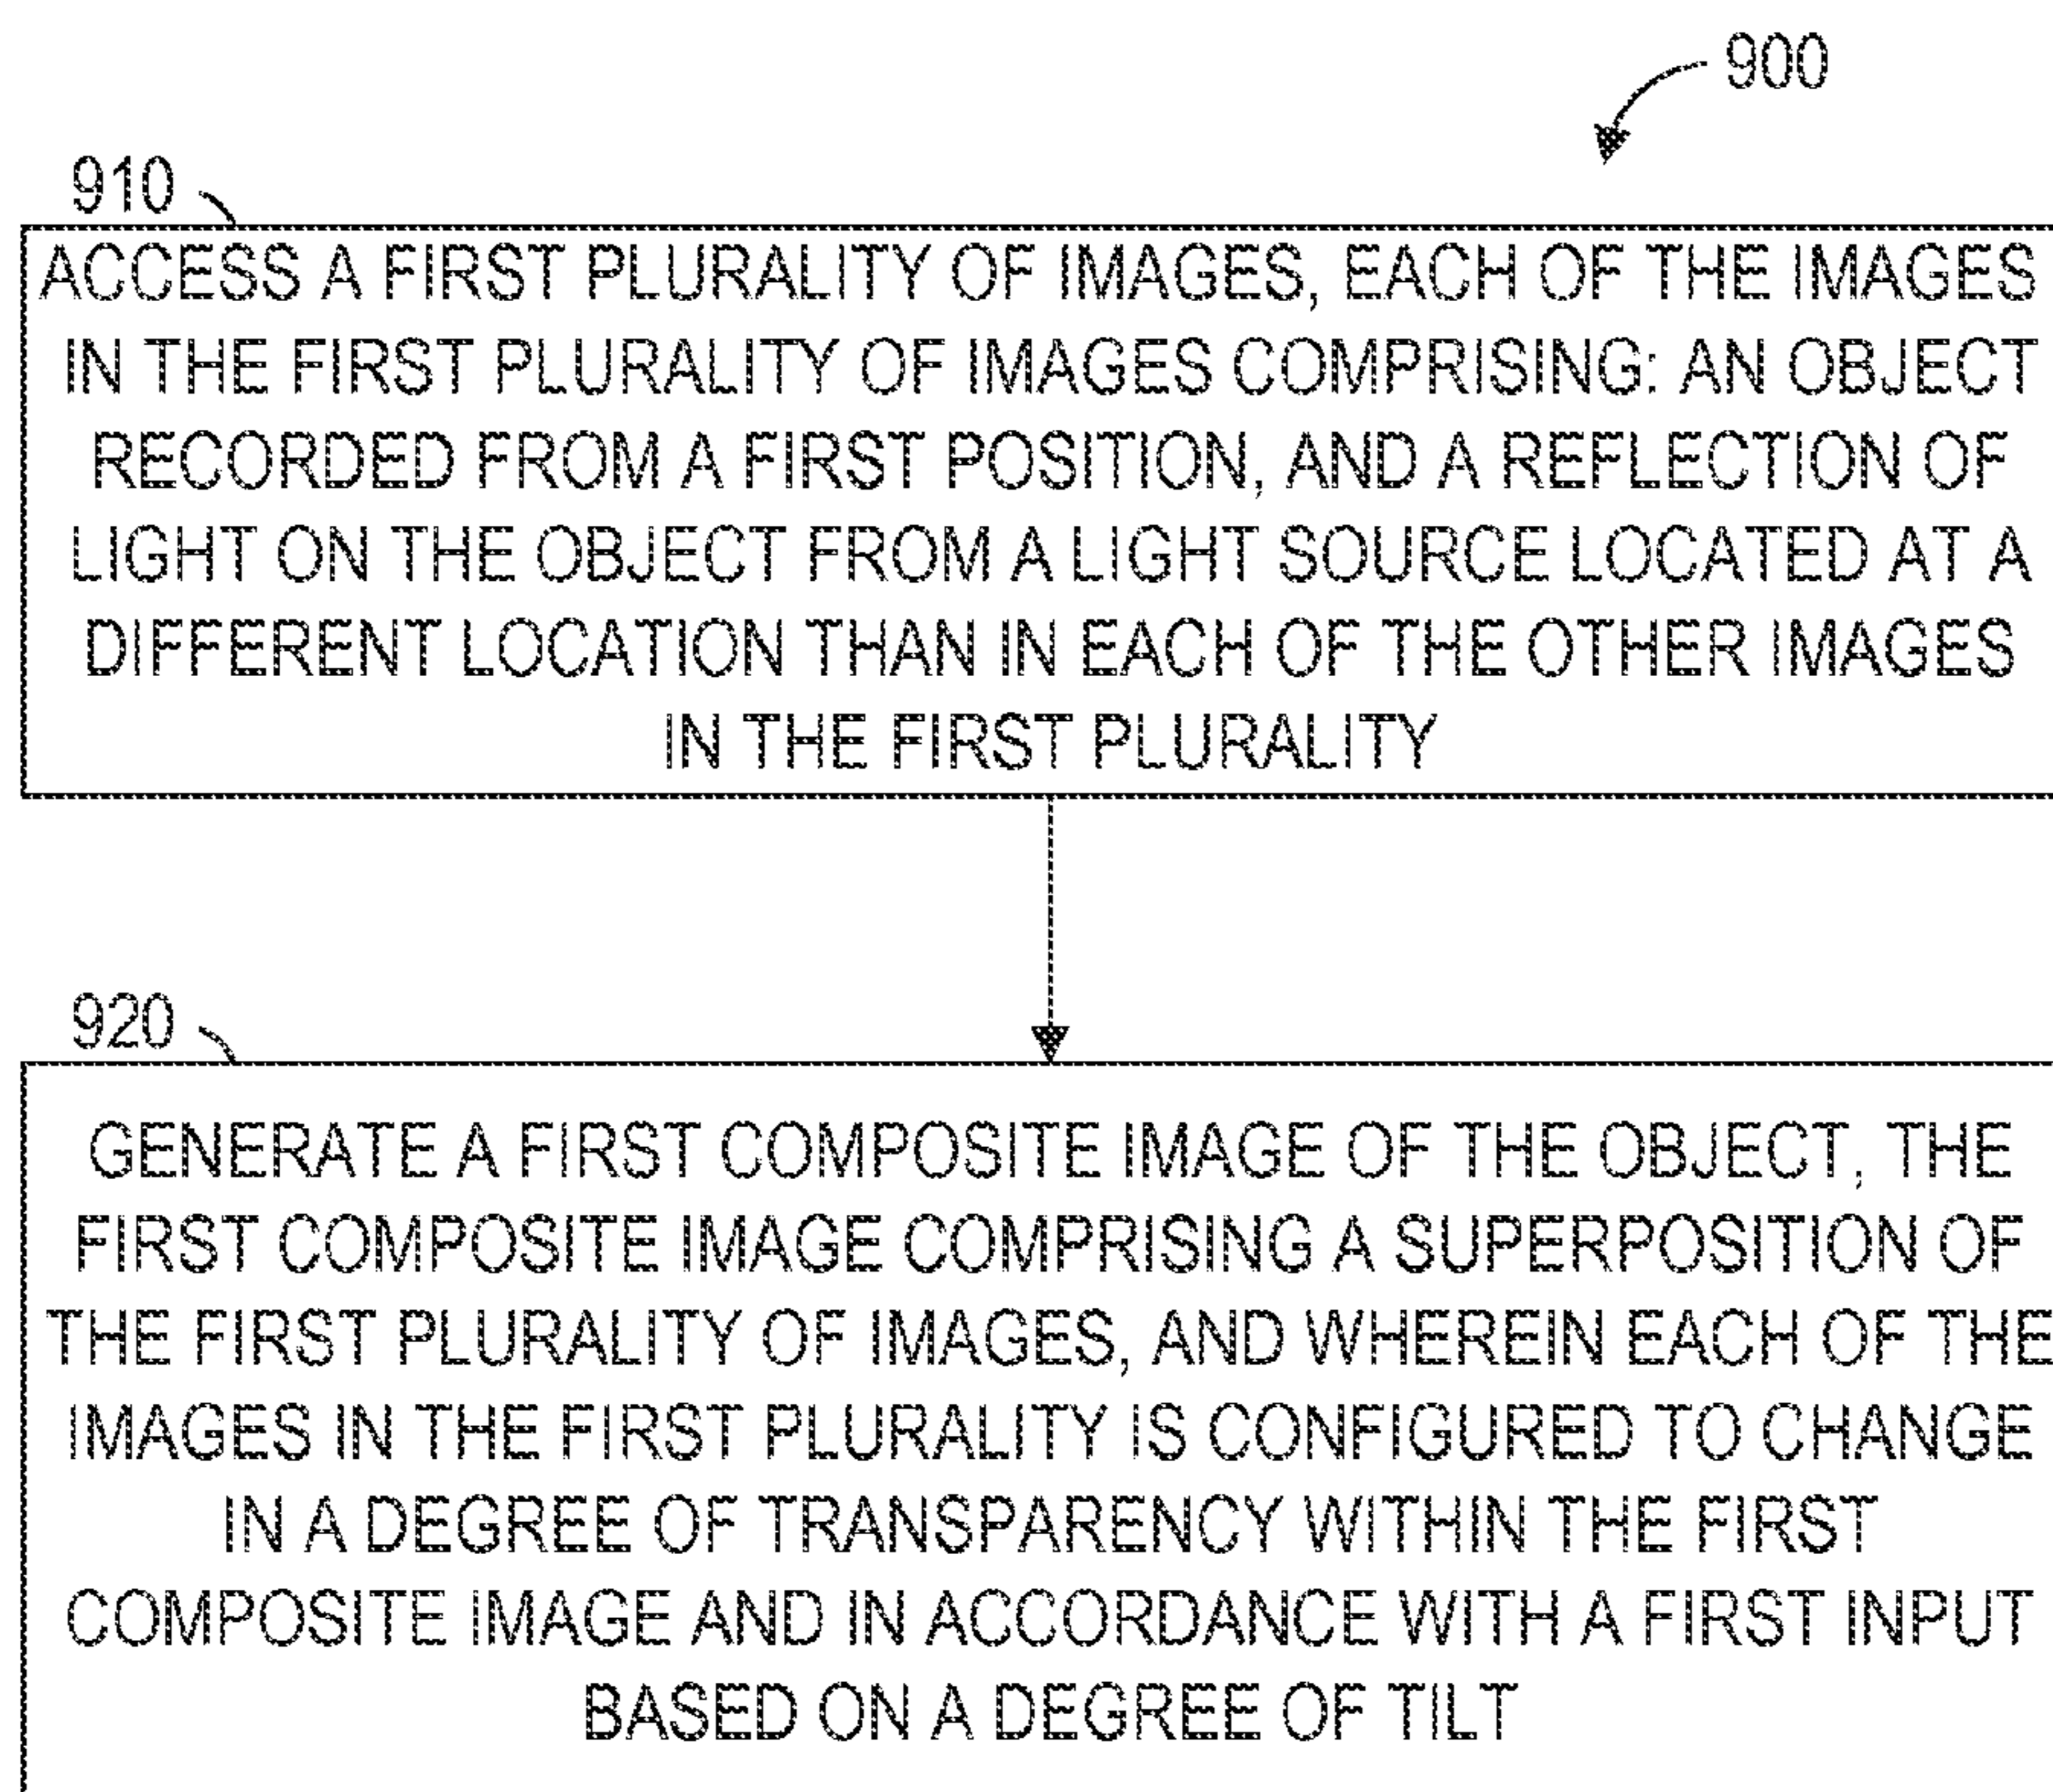 900
910
ACCESS A FIRST PLURALITY OF IMAGES, EACH OF THE IMAGES
IN THE FIRST PLURALITY OF IMAGES COMPRISING: AN OBJECT
RECORDED FROM A FIRST POSITION, AND A REFLECTION OF
LIGHT ON THE OBJECT FROM A LIGHT SOURCE LOCATED AT A
DIFFERENT LOCATION THAN IN EACH OF THE OTHER IMAGES
IN THE FIRST PLURALITY
920
GENERATE A FIRST COMPOSITE IMAGE OF THE OBJECT, THE
FIRST COMPOSITE IMAGE COMPRISING A SUPERPOSITION OF
THE FIRST PLURALITY OF IMAGES, AND WHEREIN EACH OF THE
IMAGES IN THE FIRST PLURALITY IS CONFIGURED TO CHANGE
IN A DEGREE OF TRANSPARENCY WITHIN THE FIRST
COMPOSITE IMAGE AND IN ACCORDANCE WITH A FIRST INPUT
BASED ON A DEGREE OF TILT